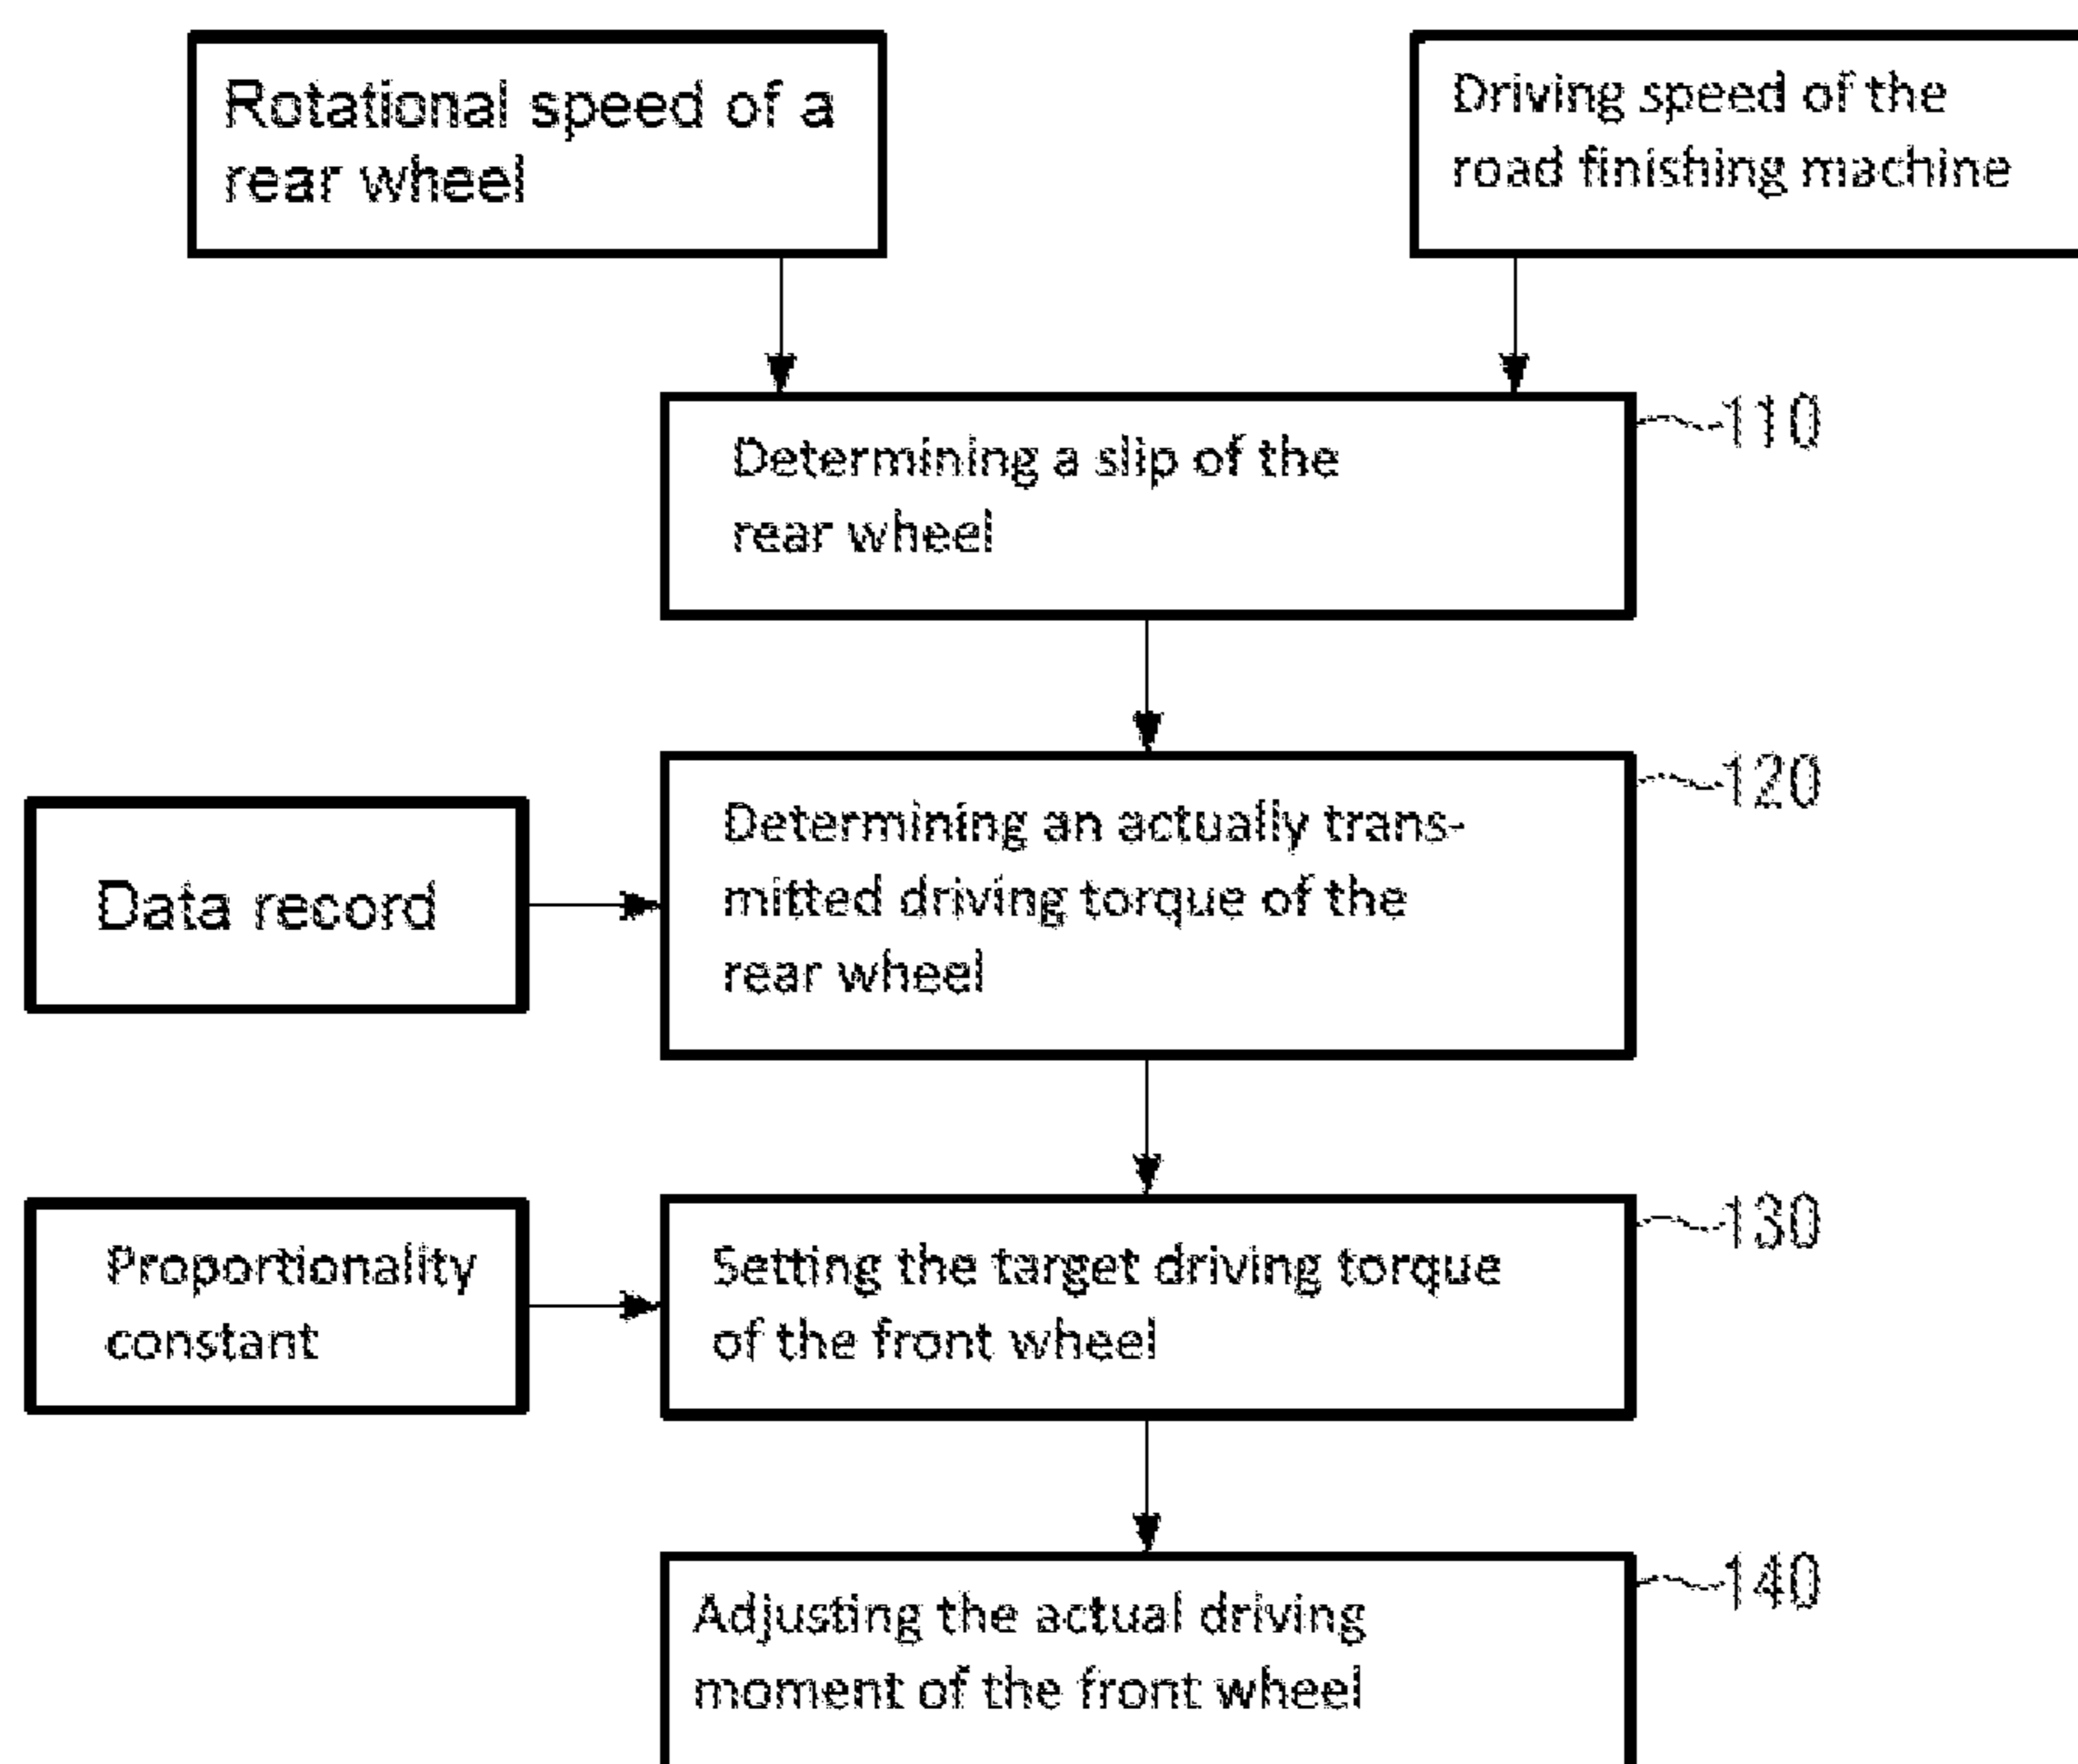 Rotational speed of a
rear wheel
Driving speed of the
road finishing machine
110
Determining a slip of the
rear wheel
120
Determining an actually trans-
mitted driving torque of the
rear wheel
Data record
130
Proportionality
constant
Setting the target driving torque
of the front wheel
140
Adjusting the actual driving
moment of the front wheel